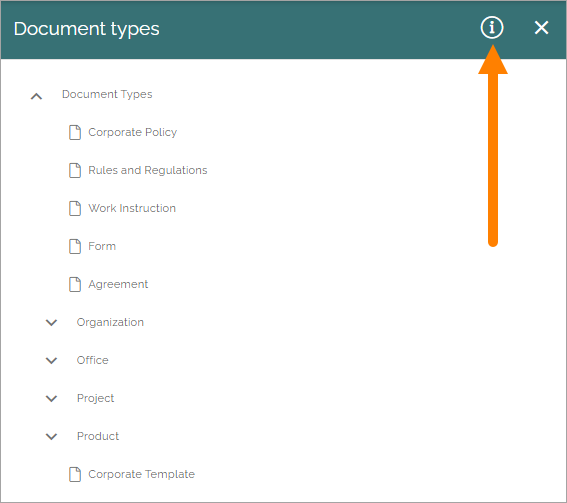 Document types
Document Types
Corporate Policy
Rules and Regulations
Work Instruction
Form
Agreement
Organization
Office
Project
Product
Corporate Template